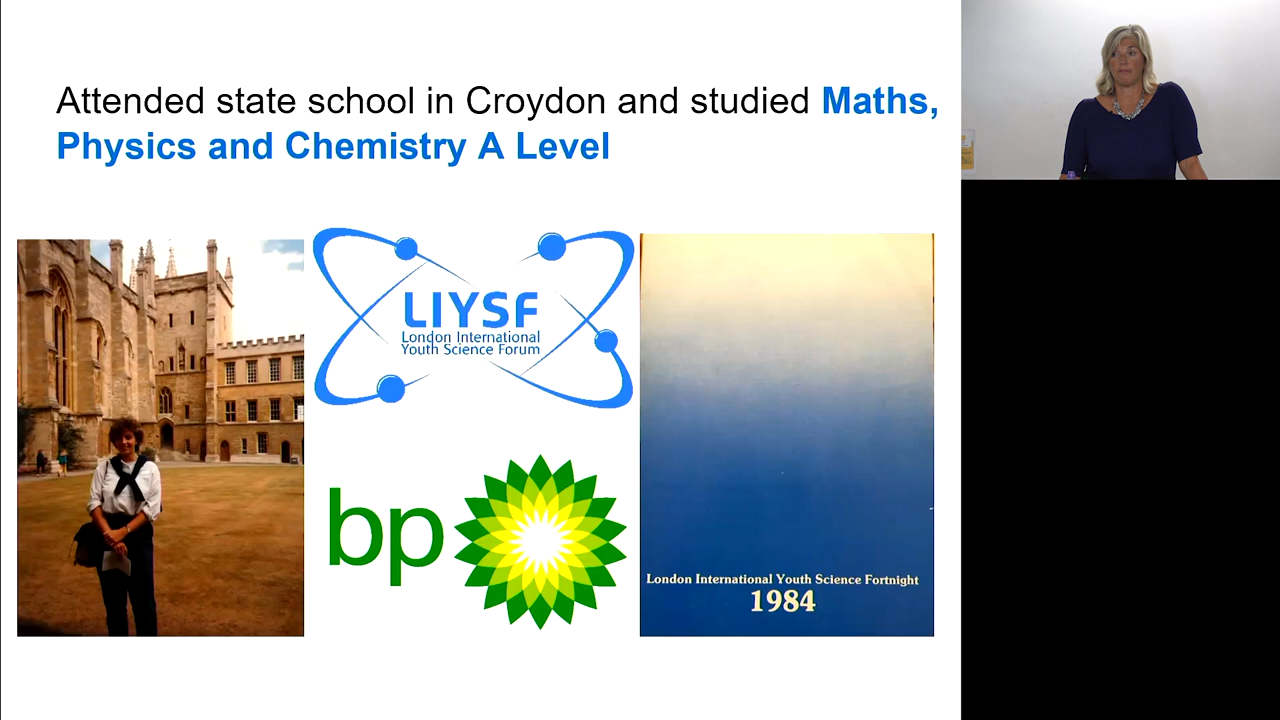 Attended state school in Croydon and studied Maths,
Physics and Chemistry A Level
LIYSF
London International
Youth Science Forum
bp
London International Youth Science Fortnight
1984